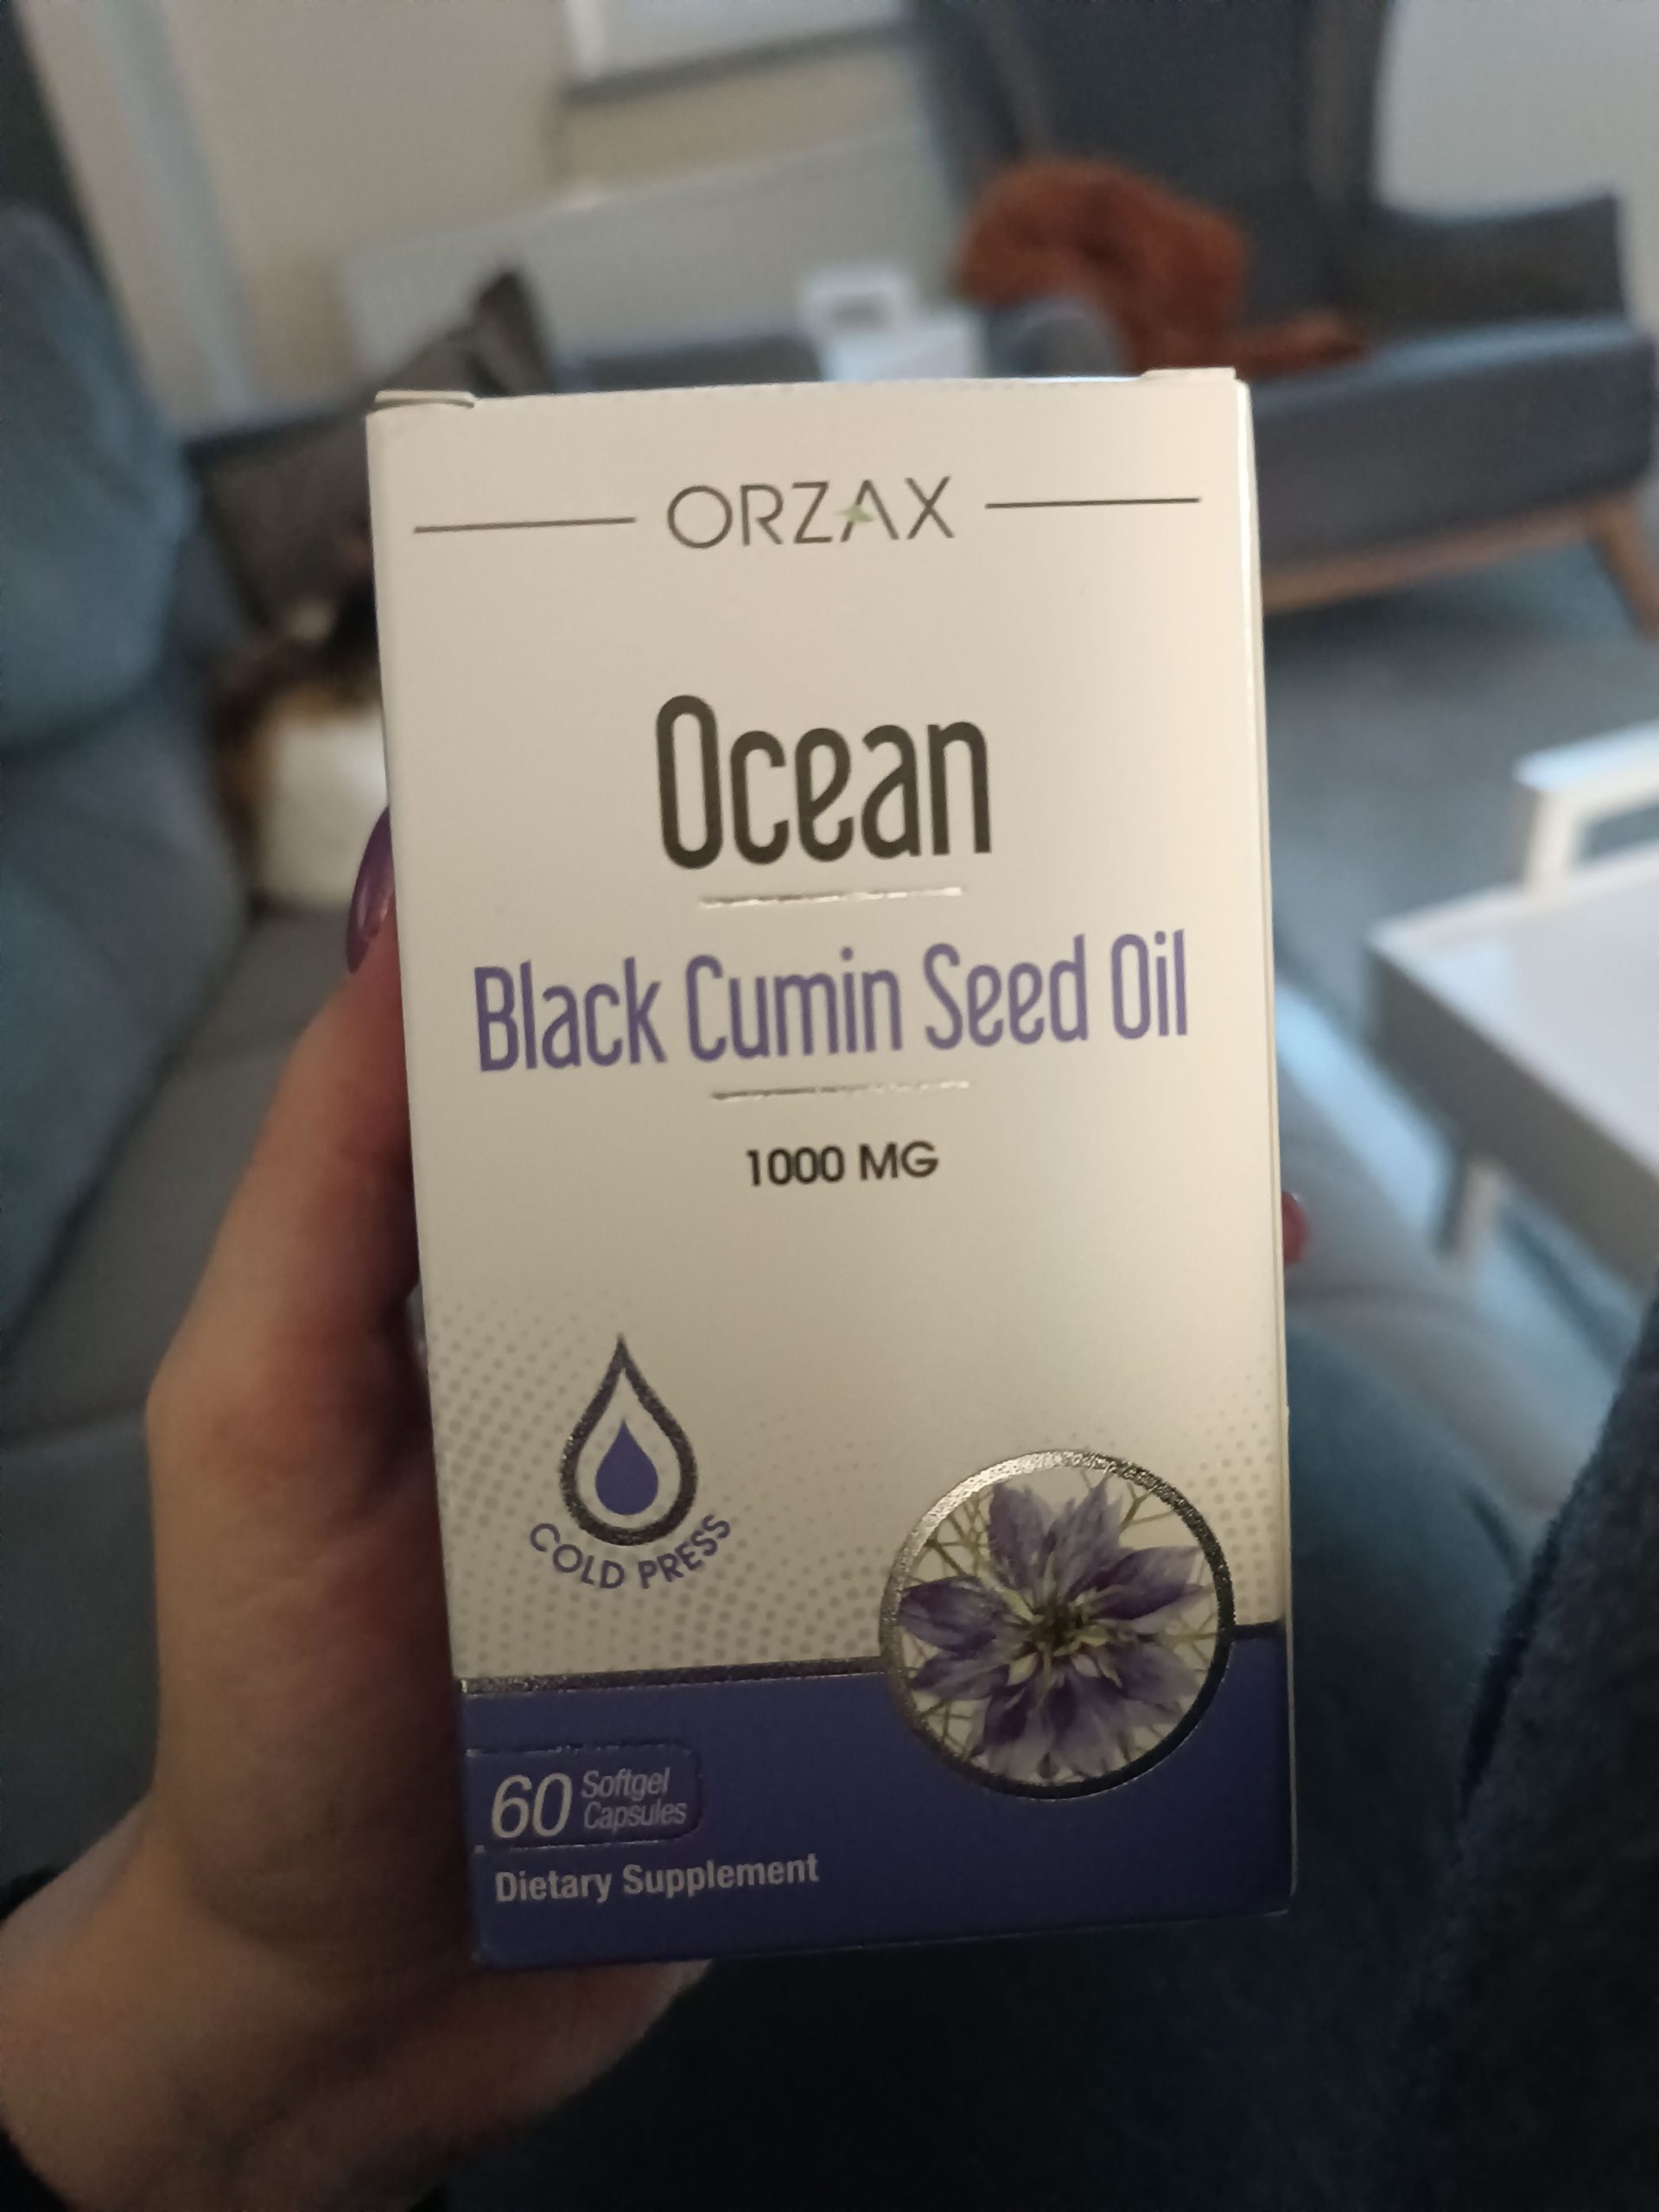 ORZAX
Ocean
Black Cumin Seed Oil
1000 MG
COLD PRESS
60 Softgel
Capsules
Dietary Supplement